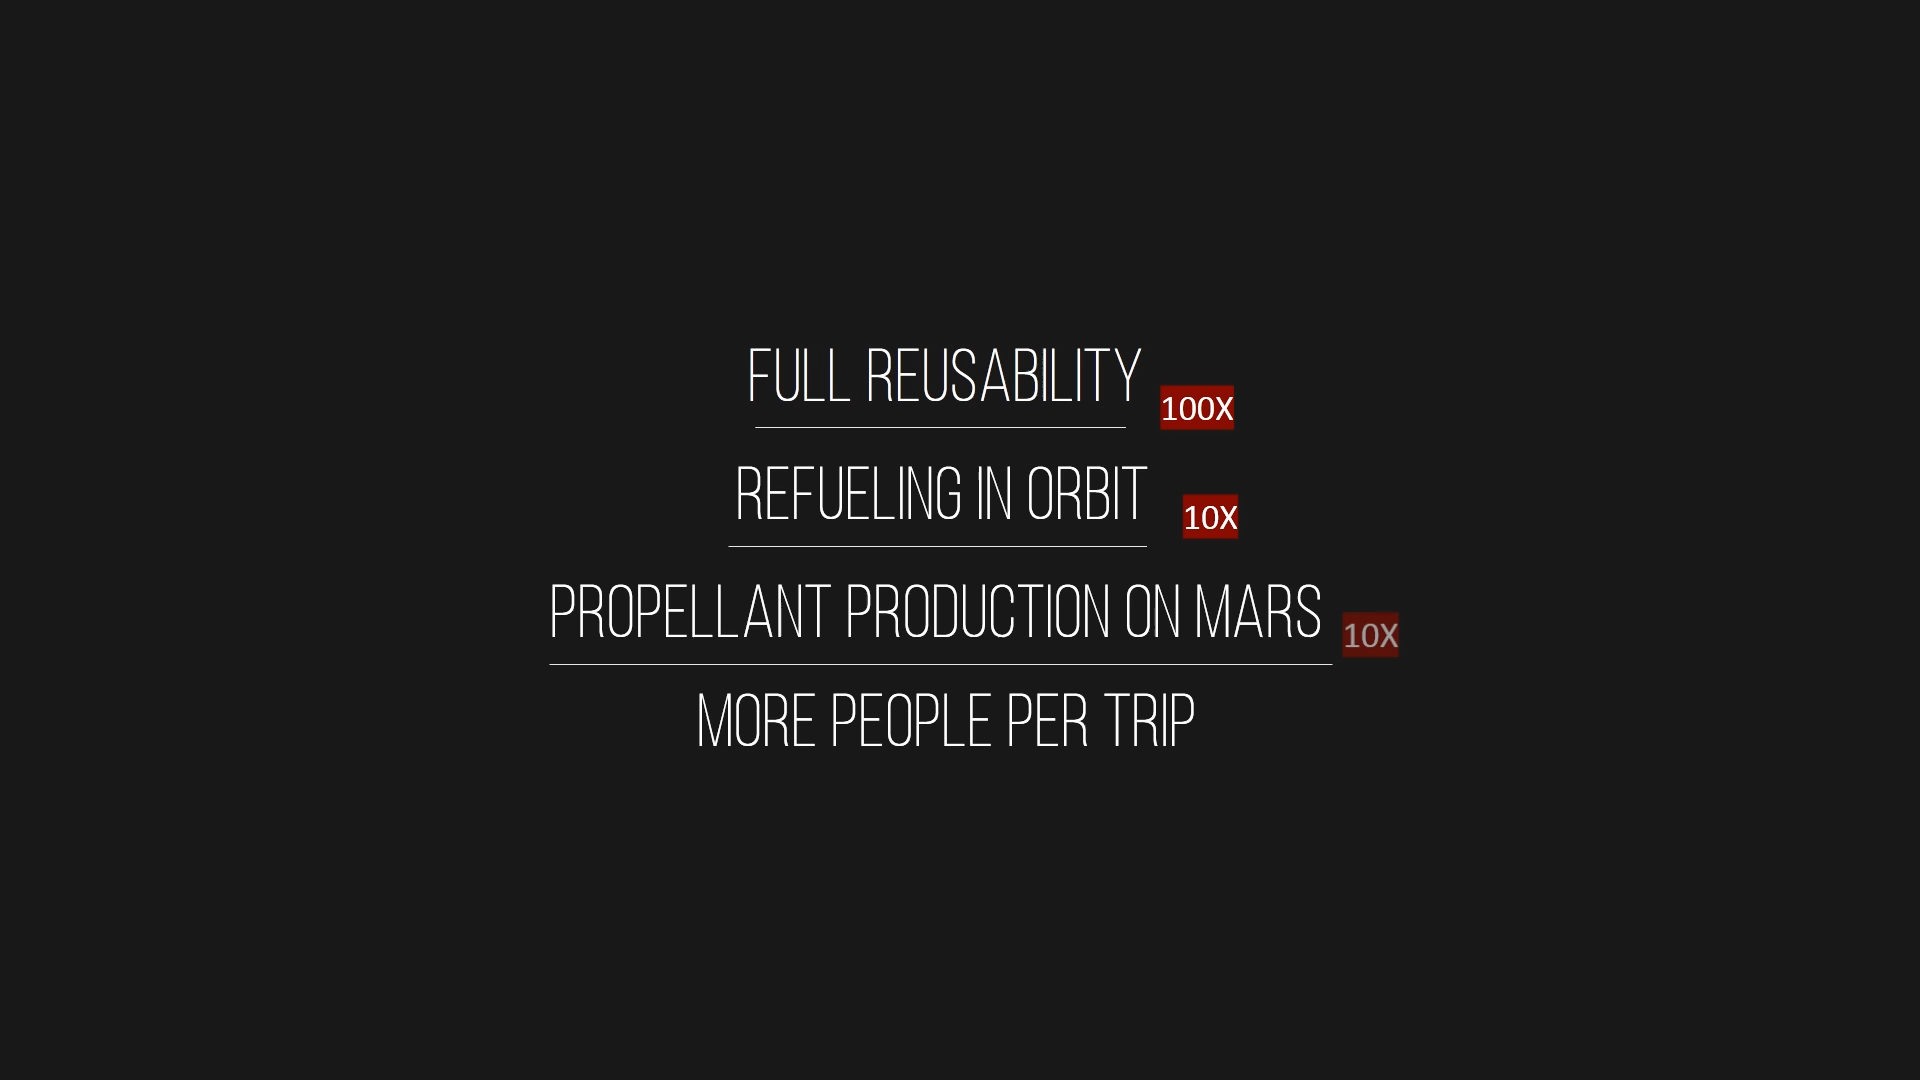 FULL REUSABILITY 100X
REFUELING IN ORBIT 10X
PROPELLANT PRODUCTION ON MARS 10X
MORE PEOPLE PER TRIP